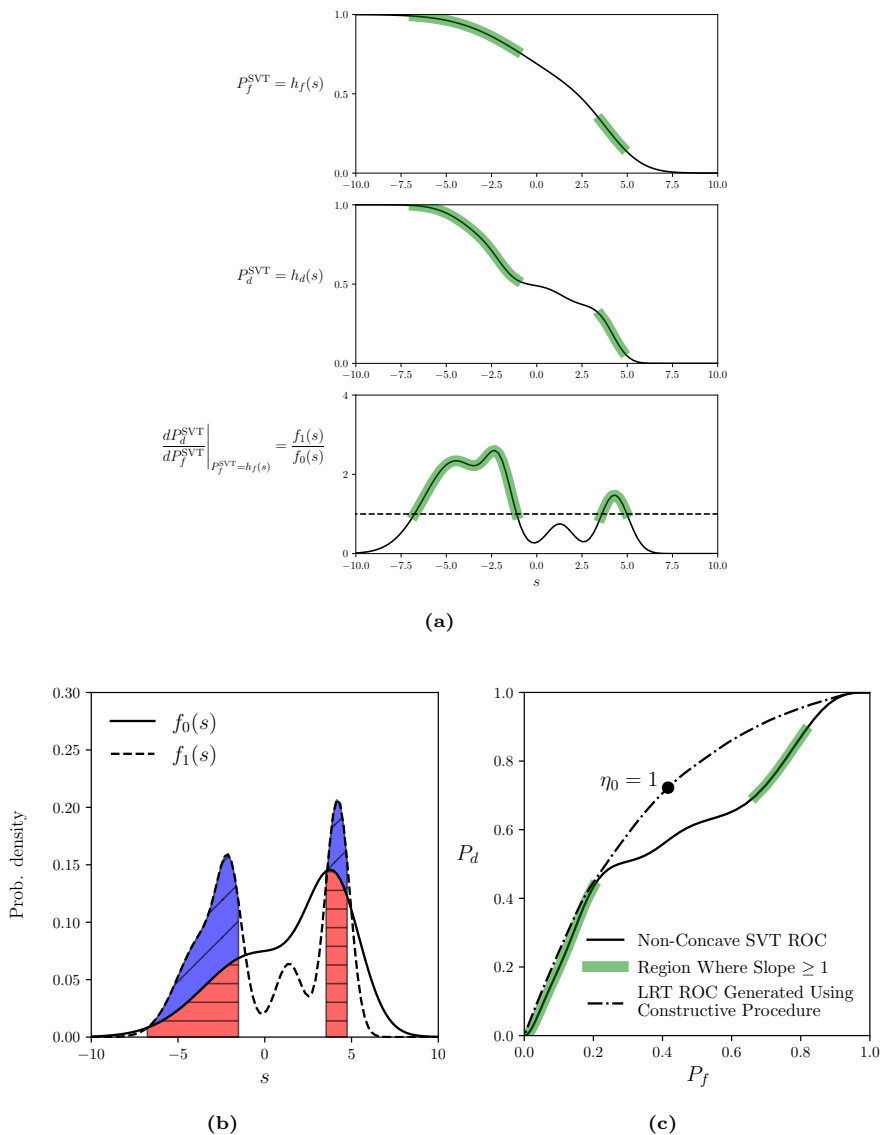 1.0
P_f^SVT = h_f(s)
0.5
0.0
−10.0 −7.5 −5.0 −2.5 0.0 2.5 5.0 7.5 10.0
1.0
P_d^SVT = h_d(s)
0.5
0.0
−10.0 −7.5 −5.0 −2.5 0.0 2.5 5.0 7.5 10.0
4
dP_d^SVT / dP_f^SVT |_{P_f^SVT = h_f(s)} = f_1(s) / f_0(s)
2
0
−10.0 −7.5 −5.0 −2.5 0.0 2.5 5.0 7.5 10.0
s
(a)
0.30
f_0(s)
f_1(s)
0.25
0.20
0.15
0.10
0.05
0.00
Prob. density
−10 −5 0 5 10
s
(b)
1.0
0.8
η_0 = 1
0.6
P_d
0.4
0.2
0.0
Non-Concave SVT ROC
Region Where Slope ≥ 1
LRT ROC Generated Using
Constructive Procedure
0.0 0.2 0.4 0.6 0.8 1.0
P_f
(c)